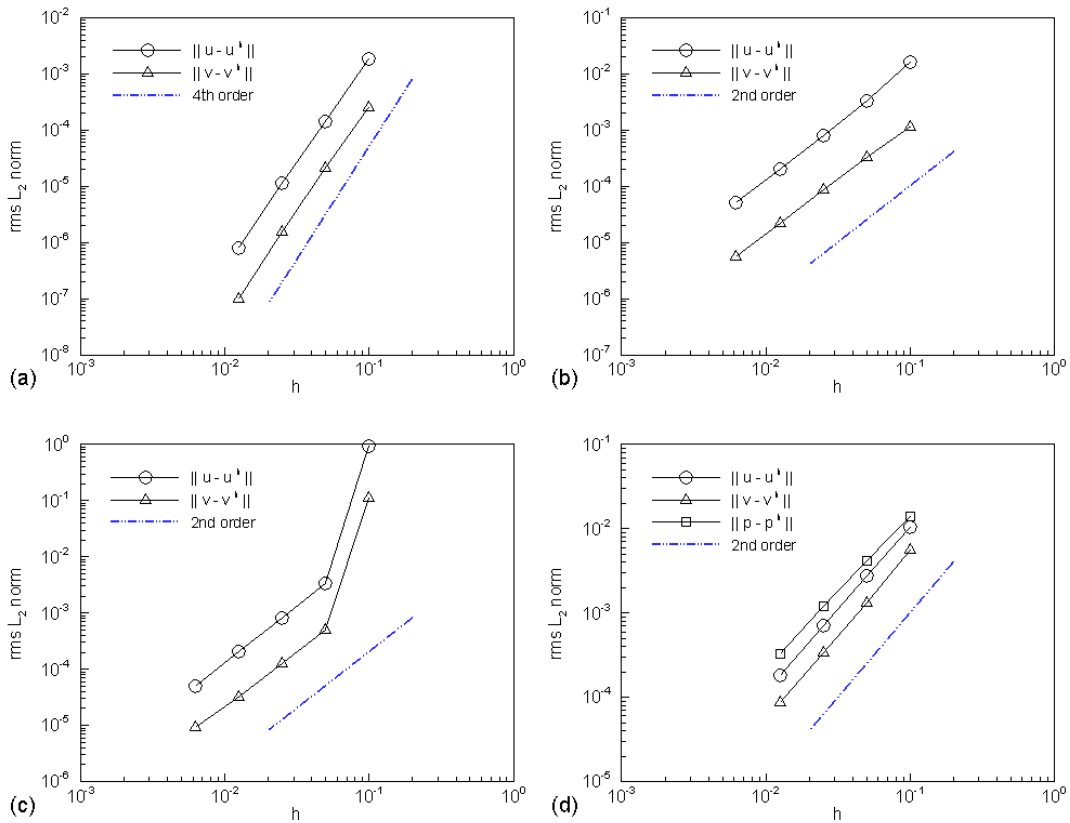 10⁻²
10⁻³
10⁻⁴
10⁻⁵
10⁻⁶
10⁻⁷
10⁻⁸
rms L₂ norm
|| u - uʰ ||
|| v - vʰ ||
4th order
10⁻³
10⁻²
10⁻¹
10⁰
h
(a)
10⁻¹
10⁻²
10⁻³
10⁻⁴
10⁻⁵
10⁻⁶
10⁻⁷
rms L₂ norm
|| u - uʰ ||
|| v - vʰ ||
2nd order
10⁻³
10⁻²
10⁻¹
10⁰
h
(b)
10⁰
10⁻¹
10⁻²
10⁻³
10⁻⁴
10⁻⁵
10⁻⁶
rms L₂ norm
|| u - uʰ ||
|| v - vʰ ||
2nd order
10⁻³
10⁻²
10⁻¹
10⁰
h
(c)
10⁻¹
10⁻²
10⁻³
10⁻⁴
10⁻⁵
rms L₂ norm
|| u - uʰ ||
|| v - vʰ ||
|| p - pʰ ||
2nd order
10⁻³
10⁻²
10⁻¹
10⁰
h
(d)